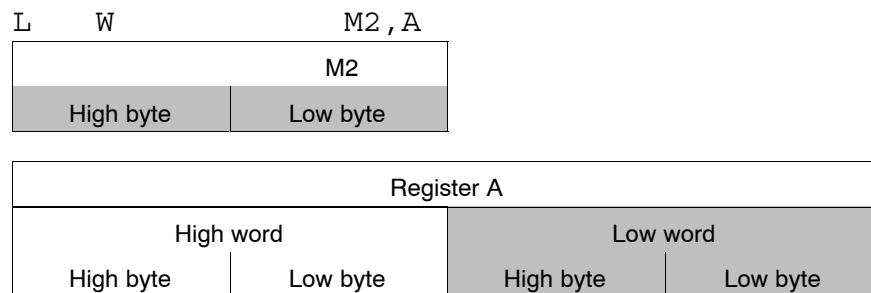 L W M2,A
M2
High byte Low byte
Register A
High word Low word
High byte Low byte High byte Low byte